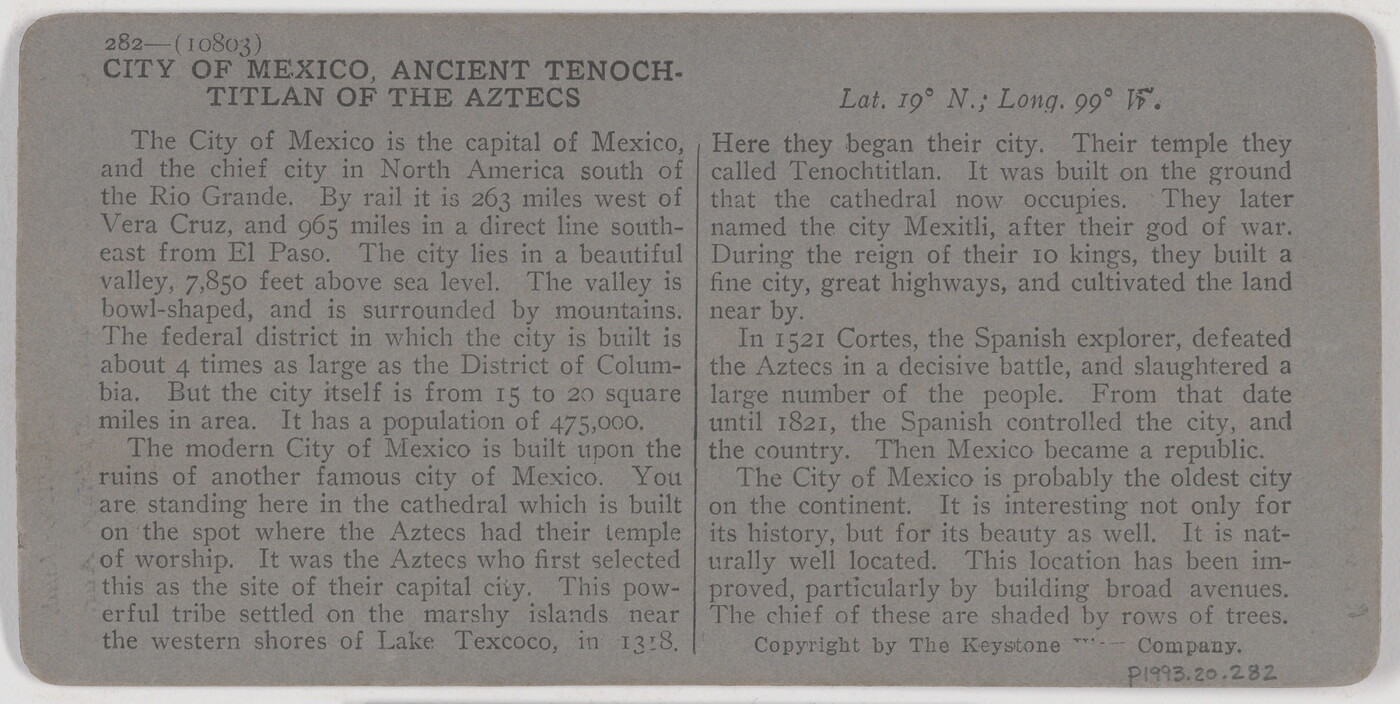 282—(10803)
CITY OF MEXICO, ANCIENT TENOCH-
TITLAN OF THE AZTECS
Lat. 19° N.; Long. 99° W.
The City of Mexico is the capital of Mexico,
and the chief city in North America south of
the Rio Grande. By rail it is 263 miles west of
Vera Cruz, and 965 miles in a direct line south-
east from El Paso. The city lies in a beautiful
valley, 7,850 feet above sea level. The valley is
bowl-shaped, and is surrounded by mountains.
The federal district in which the city is built is
about 4 times as large as the District of Colum-
bia. But the city itself is from 15 to 20 square
miles in area. It has a population of 475,000.
The modern City of Mexico is built upon the
ruins of another famous city of Mexico. You
are standing here in the cathedral which is built
on the spot where the Aztecs had their temple
of worship. It was the Aztecs who first selected
this as the site of their capital city. This pow-
erful tribe settled on the marshy islands near
the western shores of Lake Texcoco, in 1318.
Here they began their city. Their temple they
called Tenochtitlan. It was built on the ground
that the cathedral now occupies. They later
named the city Mexitli, after their god of war.
During the reign of their 10 kings, they built a
fine city, great highways, and cultivated the land
near by.
In 1521 Cortes, the Spanish explorer, defeated
the Aztecs in a decisive battle, and slaughtered a
large number of the people. From that date
until 1821, the Spanish controlled the city, and
the country. Then Mexico became a republic.
The City of Mexico is probably the oldest city
on the continent. It is interesting not only for
its history, but for its beauty as well. It is nat-
urally well located. This location has been im-
proved, particularly by building broad avenues.
The chief of these are shaded by rows of trees.
Copyright by The Keystone Company.
P1993.20.282